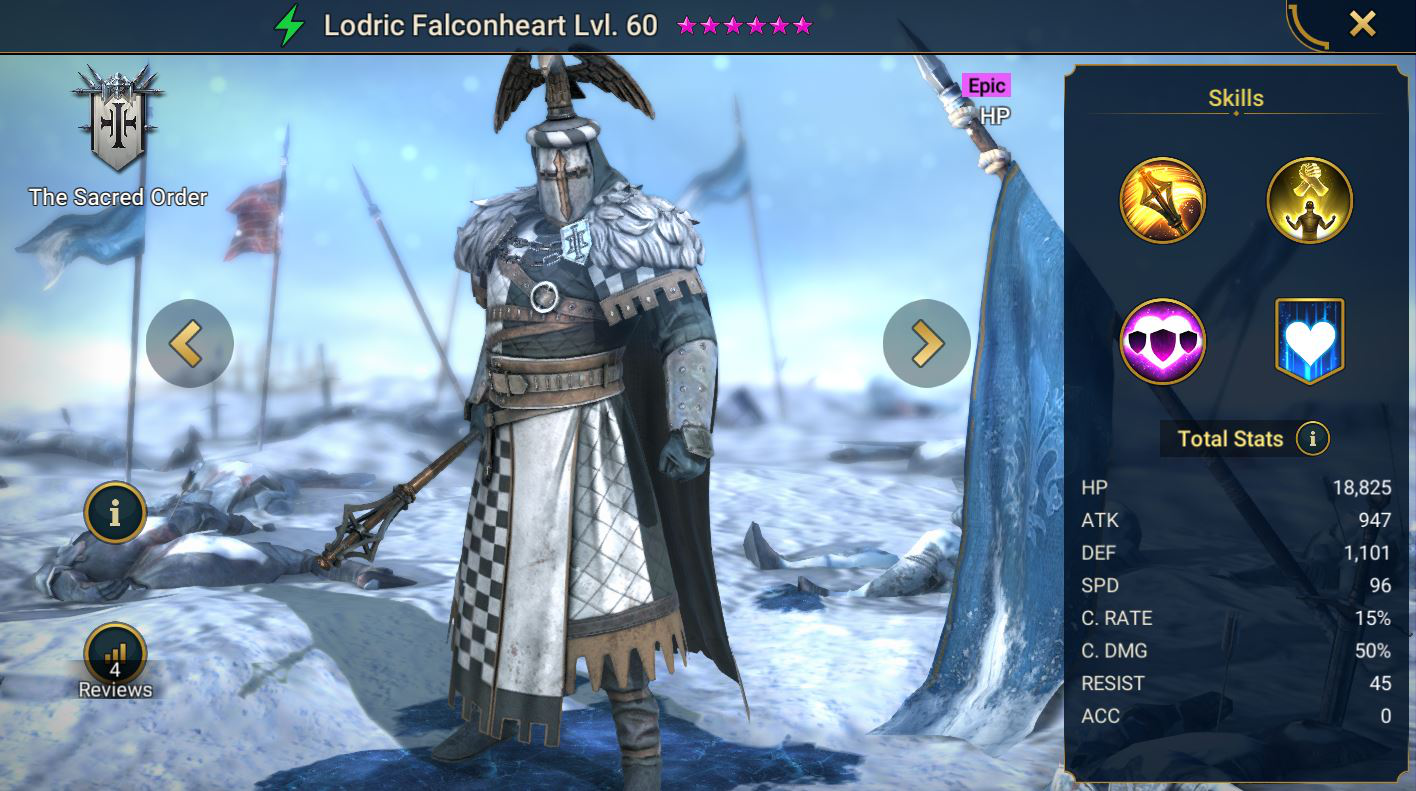 Lodric Falconheart Lvl. 60
The Sacred Order
Epic
HP
Skills
Total Stats i
HP 18,825
ATK 947
DEF 1,101
SPD 96
C. RATE 15%
C. DMG 50%
RESIST 45
ACC 0
i
4
Reviews